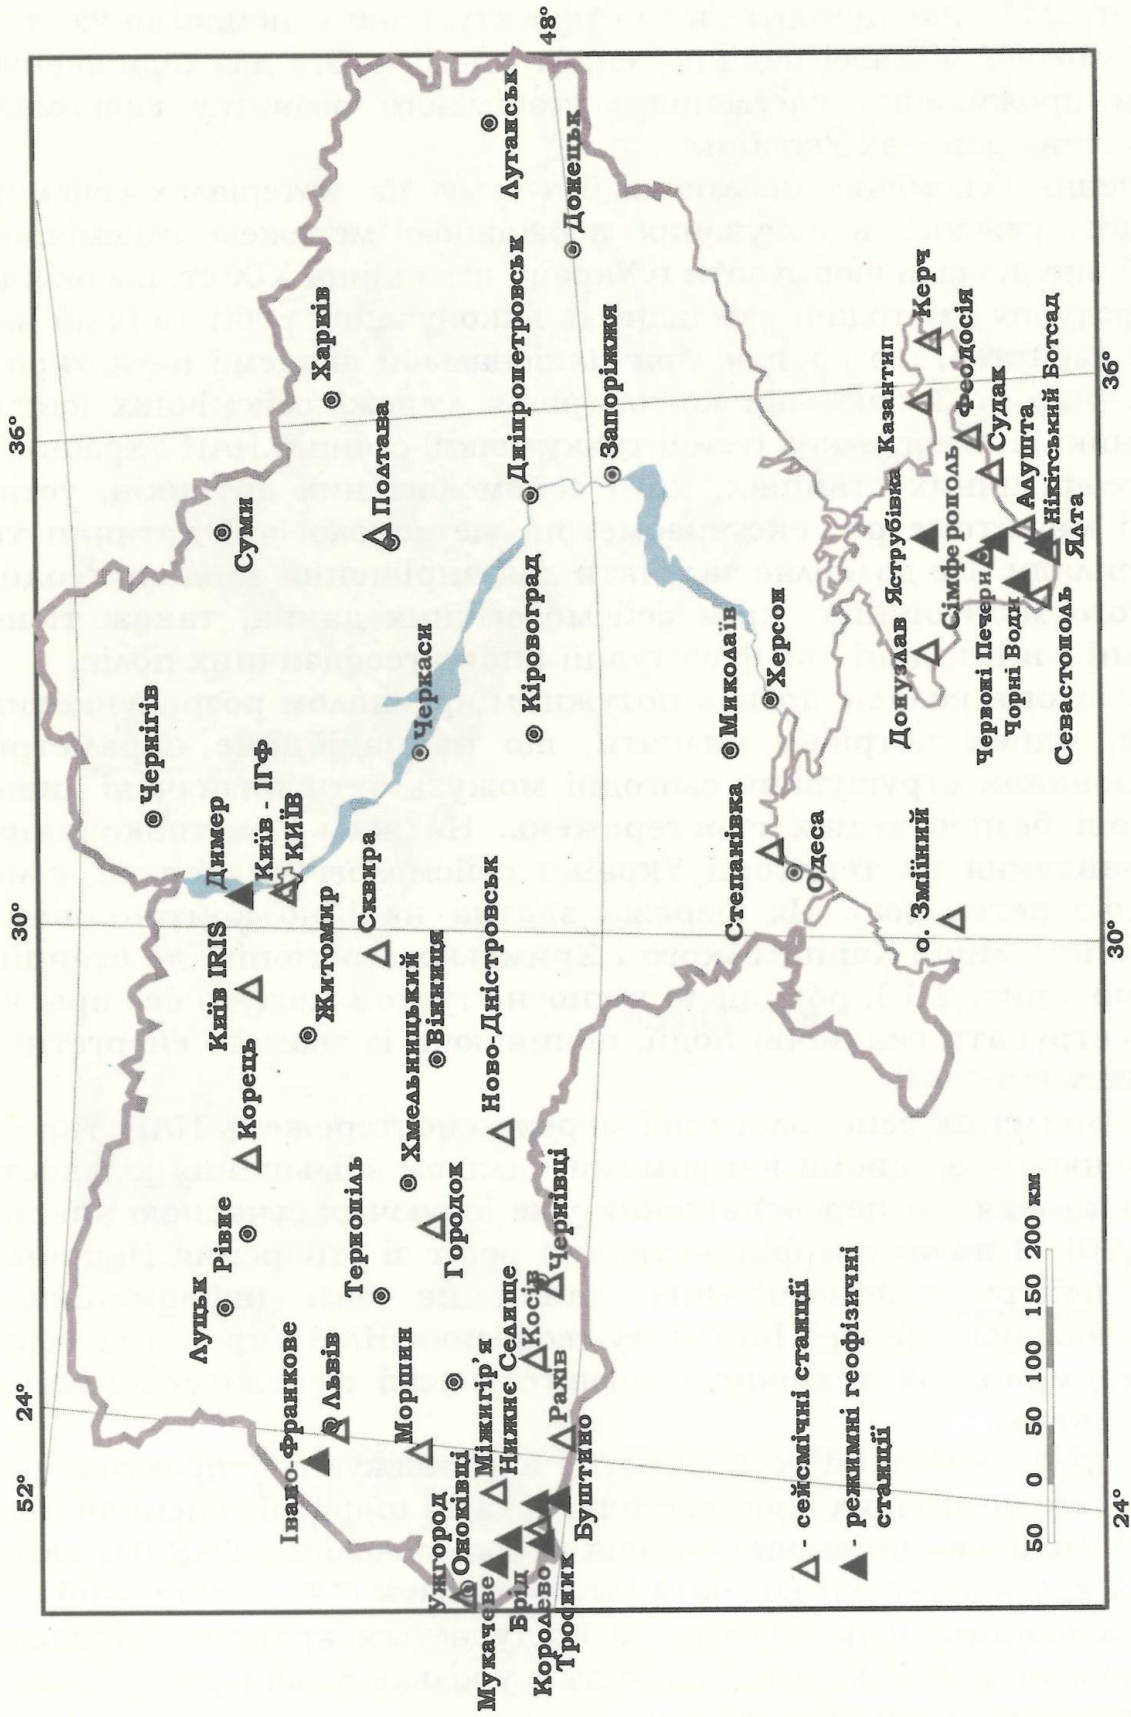 52°
24°
30°
36°
48°
24°
30°
36°
Чернігів
Суми
Харків
Луцьк
Рівне
Корець
Київ IRIS
Димер
Київ - ІГФ
КИЇВ
Житомир
Сквира
Полтава
Івано-Франкове
Львів
Тернопіль
Хмельницький
Вінниця
Черкаси
Луганськ
Моршин
Городок
Ново-Дністровськ
Кіровоград
Дніпропетровськ
Донецьк
Ужгород
Оноківці
Міжигір'я
Нижнє Селище
Косів
Чернівці
Рахів
Запоріжжя
Мукачеве
Брід
Королево
Тросник
Буштино
Степанівка
Миколаїв
Херсон
Одеса
о. Зміїний
Донузлав
Яструбівка
Казантип
Керч
Сімферополь
Феодосія
Червоні Печери
Судак
Чорні Води
Алушта
Нікітський Ботсад
Севастополь
Ялта
- сейсмічні станції
- режимні геофізичні
станції
50 0 50 100 150 200 км